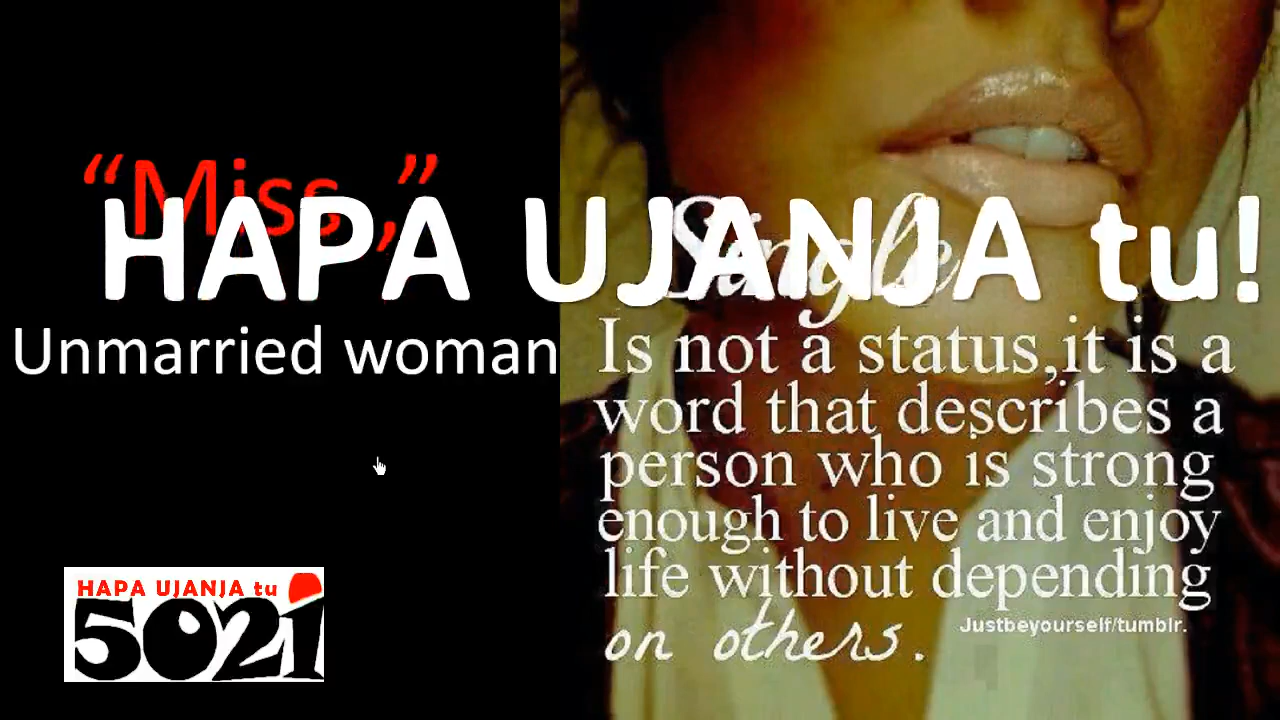 “Miss,”
HAPA UJANJA tu!
Unmarried woman
Single
Is not a status,it is a
word that describes a
person who is strong
enough to live and enjoy
life without depending
on others.
Justbeyourself/tumblr.
HAPA UJANJA tu
5021